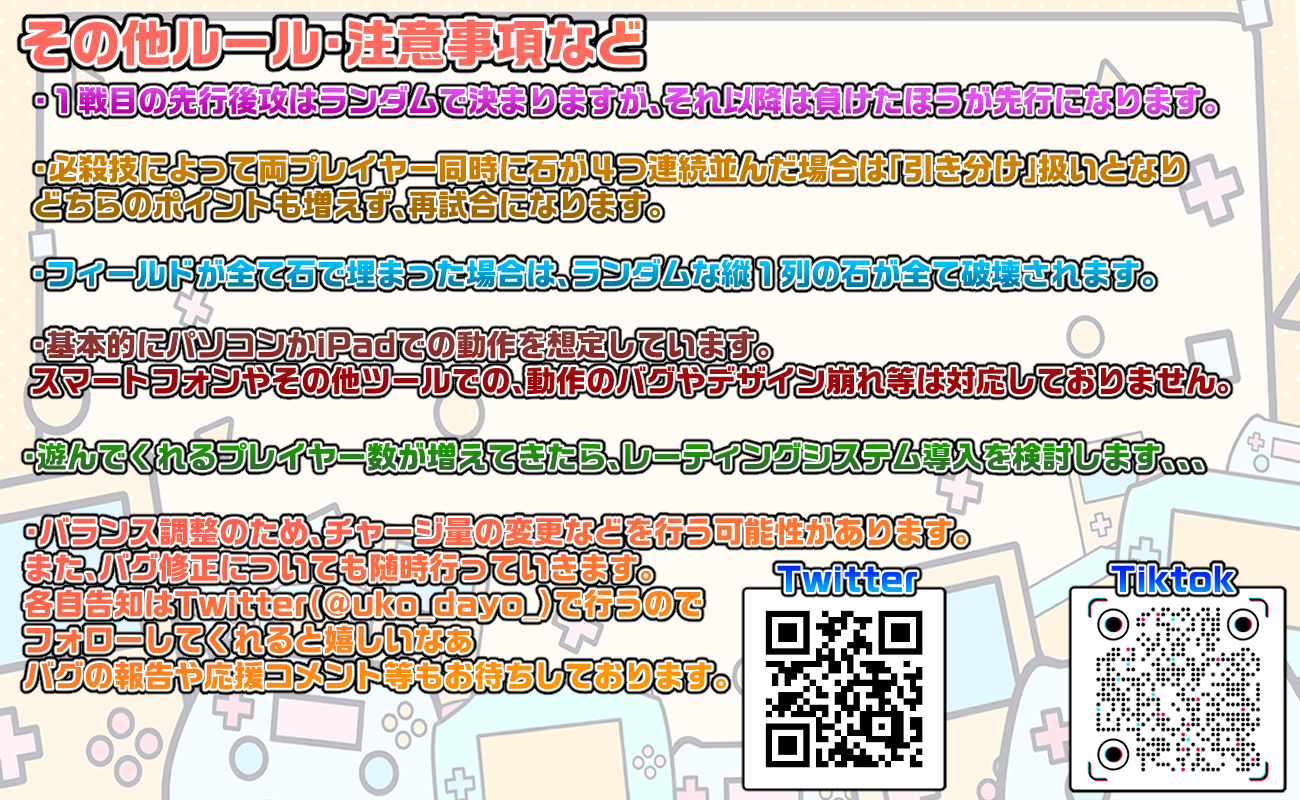 その他ルール・注意事項など
・１戦目の先行後攻はランダムで決まりますが、それ以降は負けたほうが先行になります。
・必殺技によって両プレイヤー同時に石が４つ連続並んだ場合は「引き分け」扱いとなり
どちらのポイントも増えず、再試合になります。
・フィールドが全て石で埋まった場合は、ランダムな縦１列の石が全て破壊されます。
・基本的にパソコンかiPadでの動作を想定しています。
スマートフォンやその他ツールでの、動作のバグやデザイン崩れ等は対応しておりません。
・遊んでくれるプレイヤー数が増えてきたら、レーティングシステム導入を検討します、、、
・バランス調整のため、チャージ量の変更などを行う可能性があります。
また、バグ修正についても随時行っていきます。
各自告知はTwitter(@uko_dayo_)で行うので
フォローしてくれると嬉しいなぁ
バグの報告や応援コメント等もお待ちしております。
Twitter
Tiktok